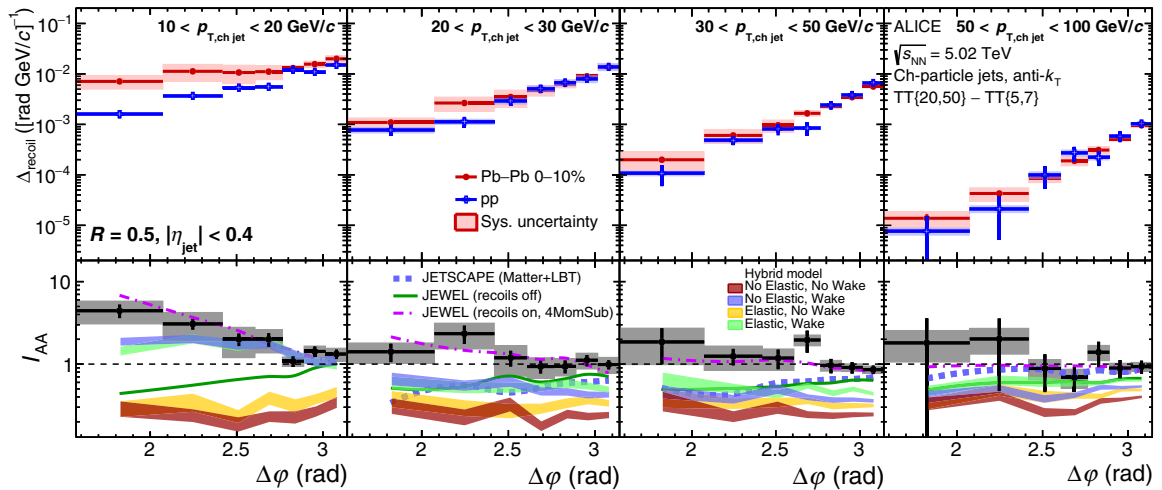 10 < p_T,ch jet < 20 GeV/c
20 < p_T,ch jet < 30 GeV/c
30 < p_T,ch jet < 50 GeV/c
50 < p_T,ch jet < 100 GeV/c
ALICE
√s_NN = 5.02 TeV
Ch-particle jets, anti-k_T
TT{20,50} − TT{5,7}
Δ_recoil ([rad GeV/c]^−1)
10^−1
10^−2
10^−3
10^−4
10^−5
Pb−Pb 0−10%
pp
Sys. uncertainty
R = 0.5, |η_jet| < 0.4
I_AA
10
1
JETSCAPE (Matter+LBT)
JEWEL (recoils off)
JEWEL (recoils on, 4MomSub)
Hybrid model
No Elastic, No Wake
No Elastic, Wake
Elastic, No Wake
Elastic, Wake
2 2.5 3 2 2.5 3 2 2.5 3 2 2.5 3
Δφ (rad) Δφ (rad) Δφ (rad) Δφ (rad)